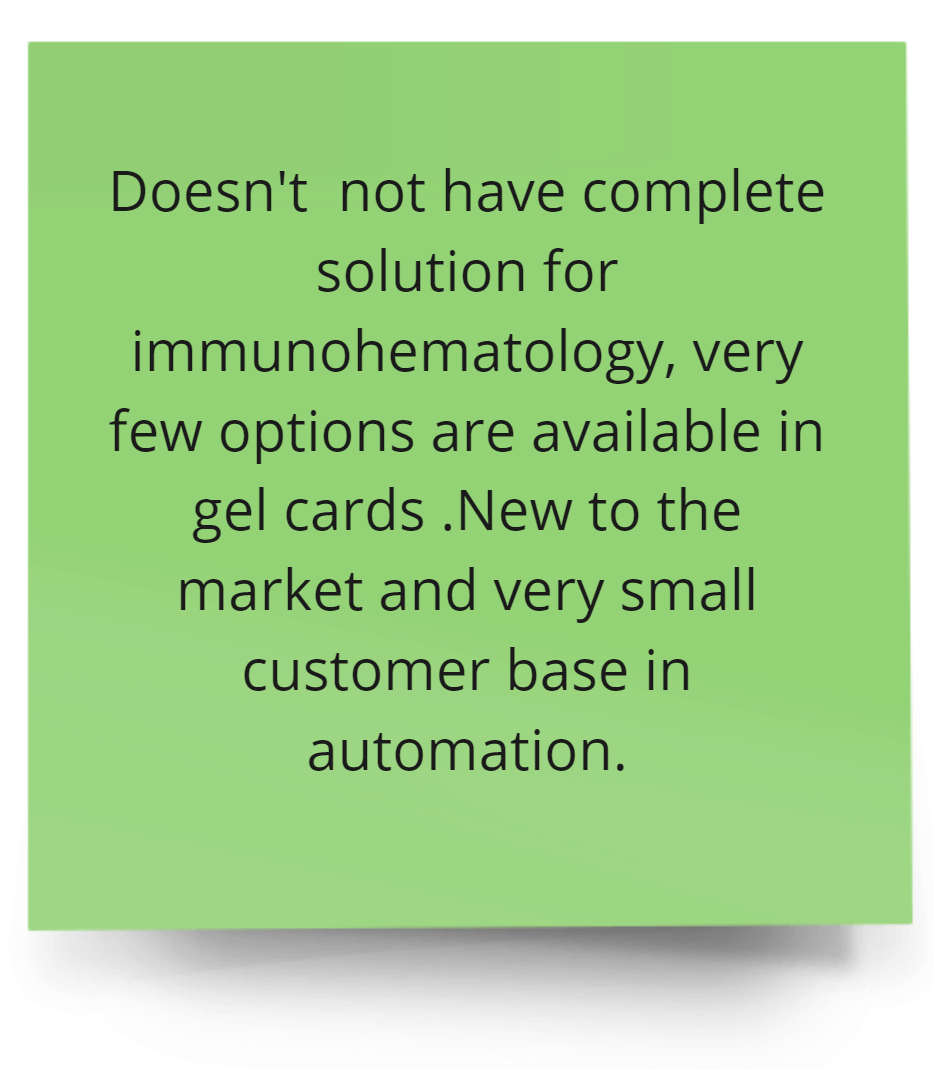 Doesn't  not have complete
solution for
immunohematology, very
few options are available in
gel cards .New to the
market and very small
customer base in
automation.